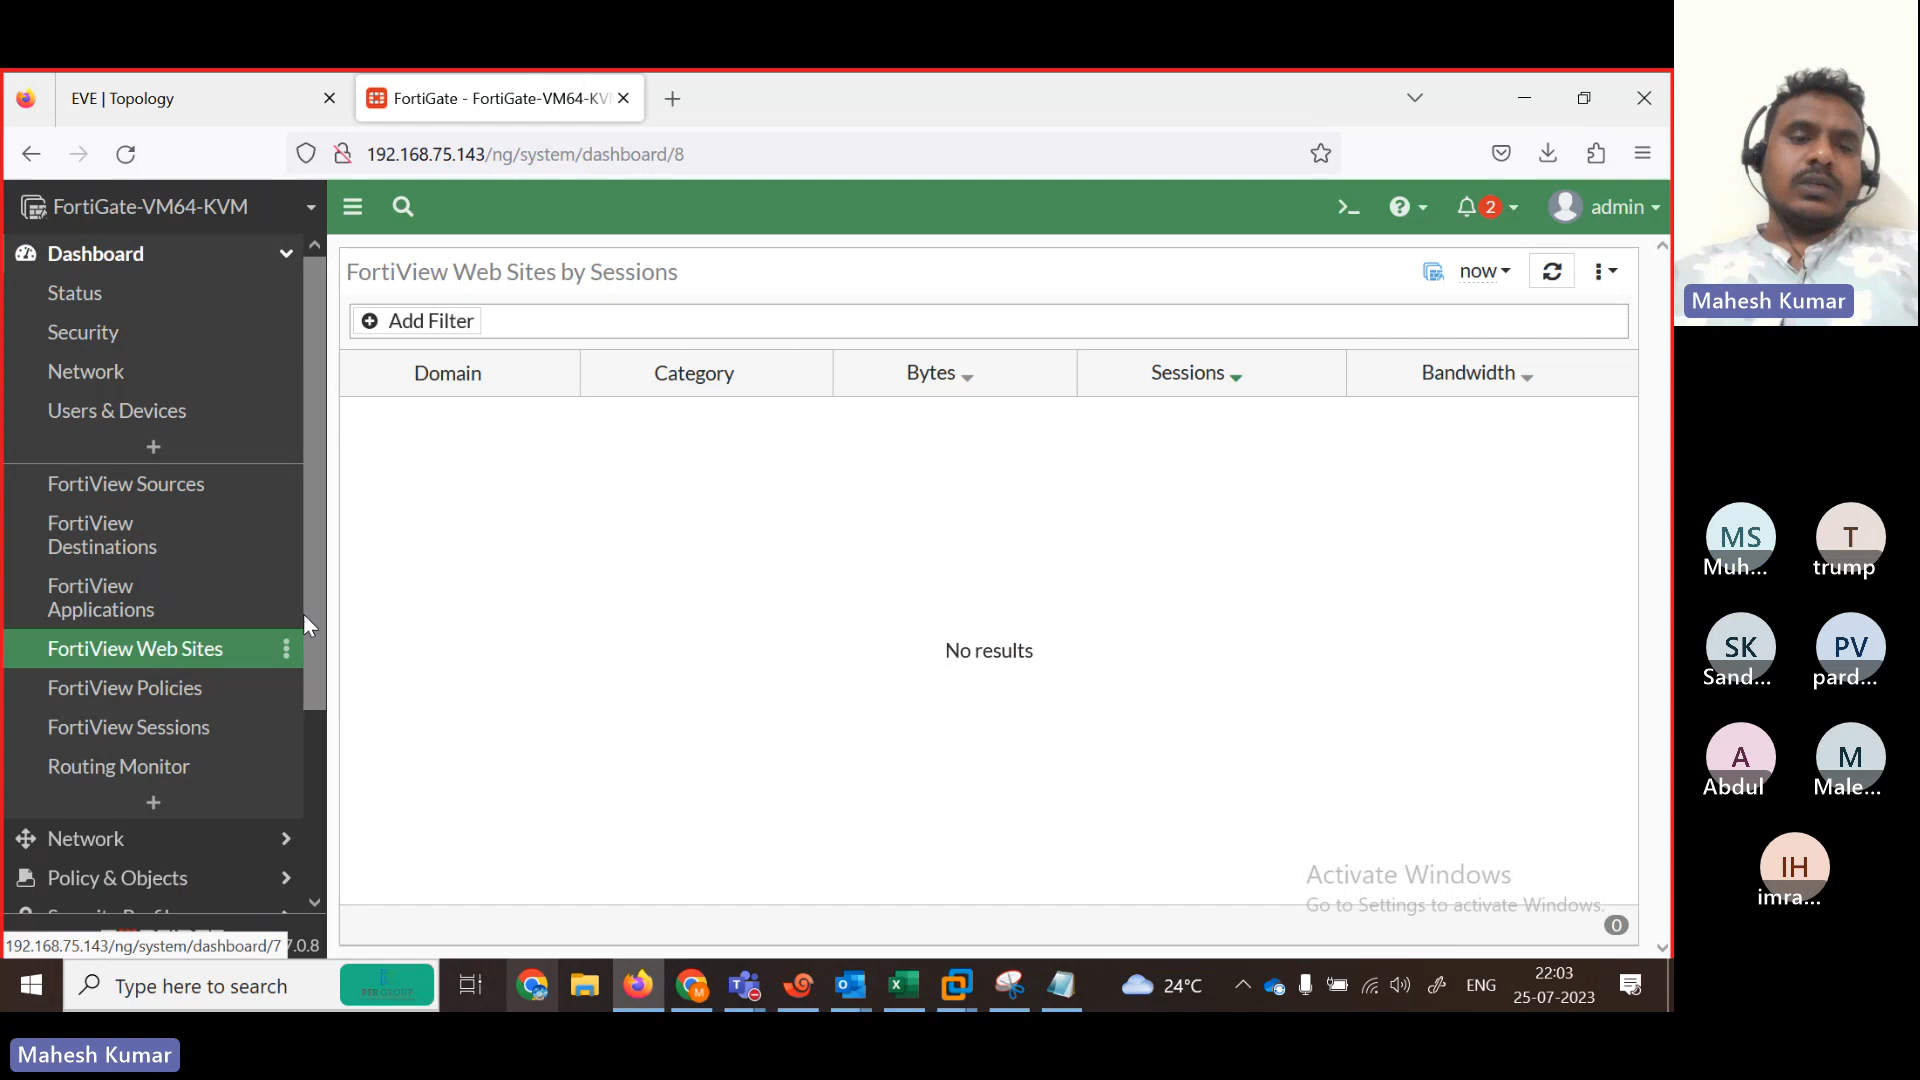 EVE | Topology
FortiGate - FortiGate-VM64-KV
192.168.75.143/ng/system/dashboard/8
FortiGate-VM64-KVM
2
admin
Dashboard
Status
Security
Network
Users & Devices
FortiView Sources
FortiView
Destinations
FortiView
Applications
FortiView Web Sites
FortiView Policies
FortiView Sessions
Routing Monitor
Network
Policy & Objects
192.168.75.143/ng/system/dashboard/7
7.0.8
FortiView Web Sites by Sessions
now
Add Filter
Domain
Category
Bytes
Sessions
Bandwidth
No results
Activate Windows
Go to Settings to activate Windows.
0
Type here to search
PSR GROUP
24°C
ENG
22:03
25-07-2023
Mahesh Kumar
MS
Muh...
T
trump
SK
Sand...
PV
pard...
A
Abdul
M
Male...
IH
imra...
Mahesh Kumar